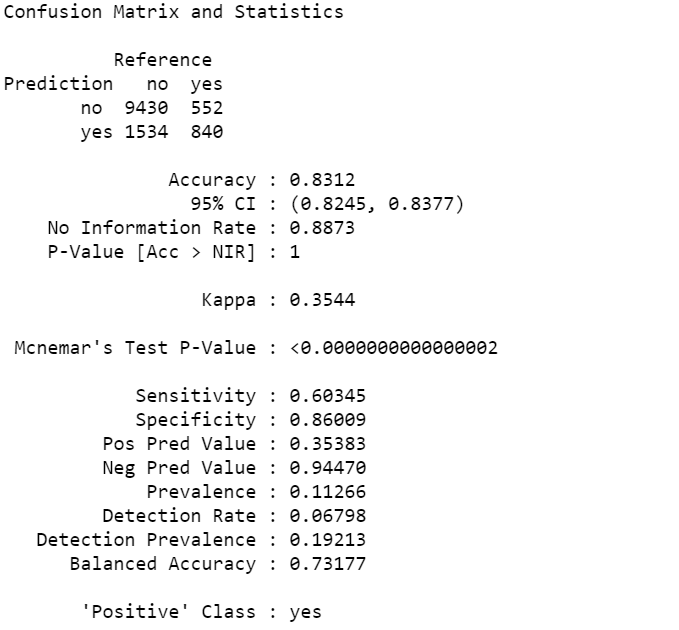 Confusion Matrix and Statistics
Reference
Prediction no yes
no 9430 552
yes 1534 840
Accuracy : 0.8312
95% CI : (0.8245, 0.8377)
No Information Rate : 0.8873
P-Value [Acc > NIR] : 1
Kappa : 0.3544
Mcnemar's Test P-Value : <0.0000000000000002
Sensitivity : 0.60345
Specificity : 0.86009
Pos Pred Value : 0.35383
Neg Pred Value : 0.94470
Prevalence : 0.11266
Detection Rate : 0.06798
Detection Prevalence : 0.19213
Balanced Accuracy : 0.73177
'Positive' Class : yes